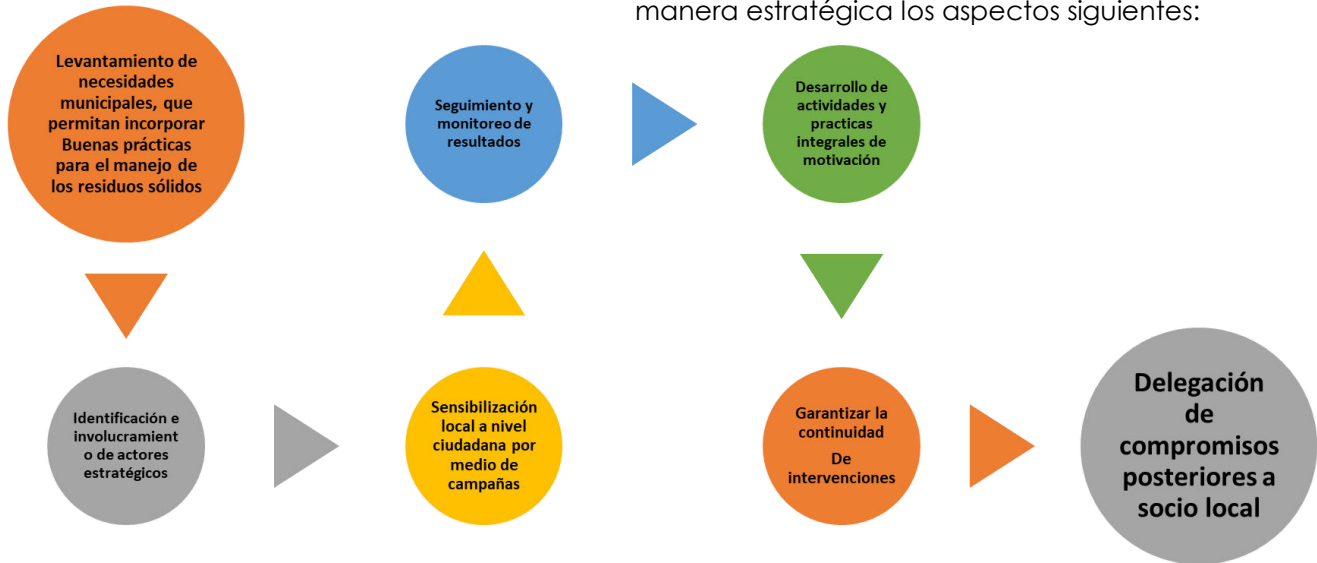 manera estratégica los aspectos siguientes:
Levantamiento de
necesidades
municipales, que
permitan incorporar
Buenas prácticas
para el manejo de
los residuos sólidos
Identificación e
involucramient
o de actores
estratégicos
Sensibilización
local a nivel
ciudadana por
medio de
campañas
Seguimiento y
monitoreo de
resultados
Desarrollo de
actividades y
practicas
integrales de
motivación
Garantizar la
continuidad
De
intervenciones
Delegación
de
compromisos
posteriores a
socio local